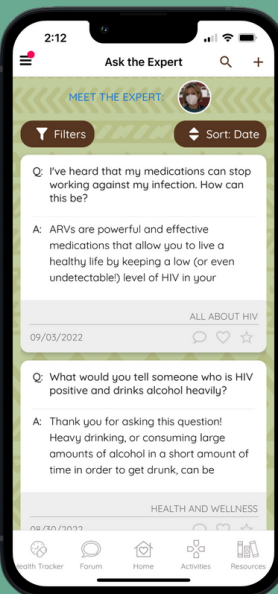 2:12
Ask the Expert
MEET THE EXPERT:
Filters
Sort: Date
Q: I've heard that my medications can stop
working against my infection. How can
this be?
A: ARVs are powerful and effective
medications that allow you to live a
healthy life by keeping a low (or even
undetectable!) level of HIV in your
ALL ABOUT HIV
09/03/2022
Q: What would you tell someone who is HIV
positive and drinks alcohol heavily?
A: Thank you for asking this question!
Heavy drinking, or consuming large
amounts of alcohol in a short amount of
time in order to get drunk, can be
HEALTH AND WELLNESS
08/30/2022
ealth Tracker
Forum
Home
Activities
Resources